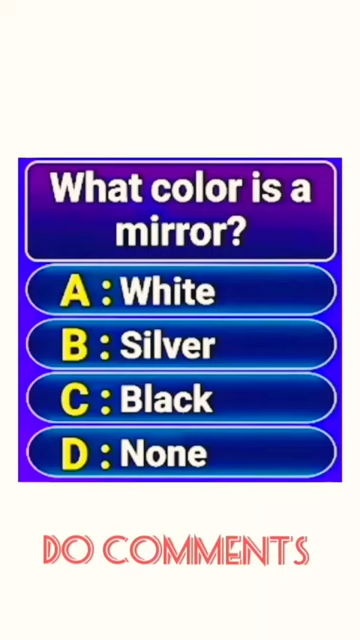 What color is a
mirror?
A : White
B : Silver
C : Black
D : None
DO COMMENTS